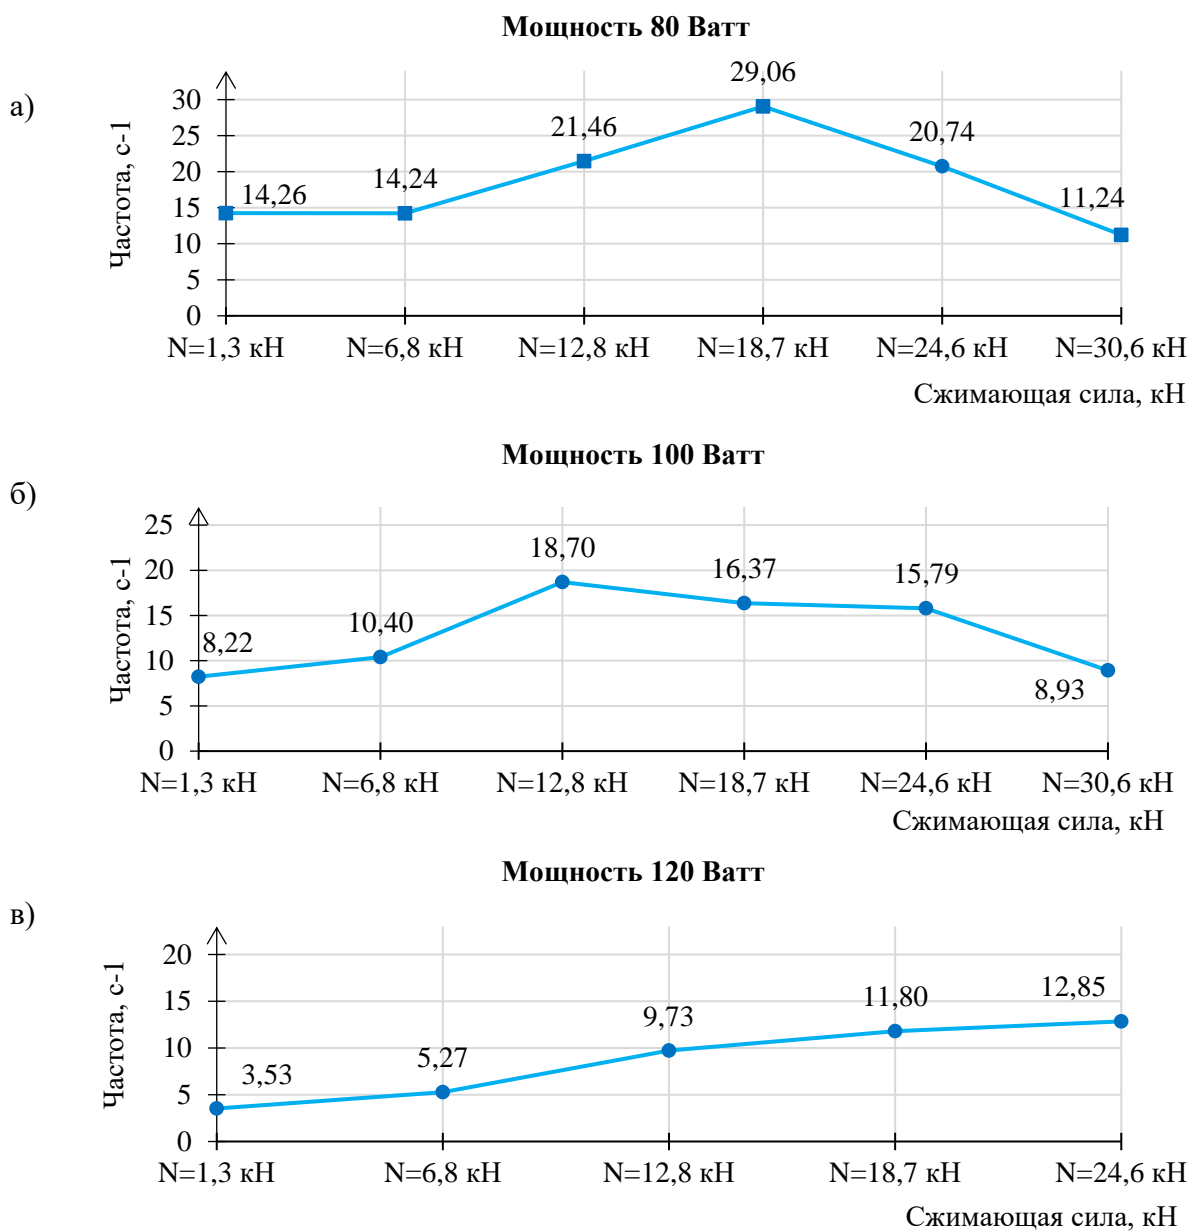 Мощность 80 Ватт
а)
Частота, с-1
30
25
20
15
10
5
0
14,26
14,24
21,46
29,06
20,74
11,24
N=1,3 кН N=6,8 кН N=12,8 кН N=18,7 кН N=24,6 кН N=30,6 кН
Сжимающая сила, кН
Мощность 100 Ватт
б)
Частота, с-1
25
20
15
10
5
0
8,22
10,40
18,70
16,37
15,79
8,93
N=1,3 кН N=6,8 кН N=12,8 кН N=18,7 кН N=24,6 кН N=30,6 кН
Сжимающая сила, кН
Мощность 120 Ватт
в)
Частота, с-1
20
15
10
5
0
3,53
5,27
9,73
11,80
12,85
N=1,3 кН N=6,8 кН N=12,8 кН N=18,7 кН N=24,6 кН
Сжимающая сила, кН